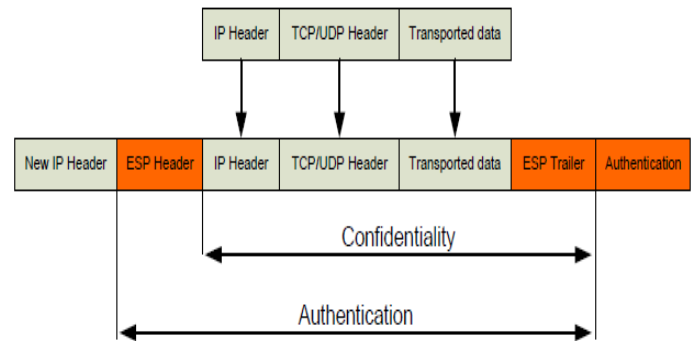 IP Header TCP/UDP Header Transported data
New IP Header ESP Header IP Header TCP/UDP Header Transported data ESP Trailer Authentication
Confidentiality
Authentication